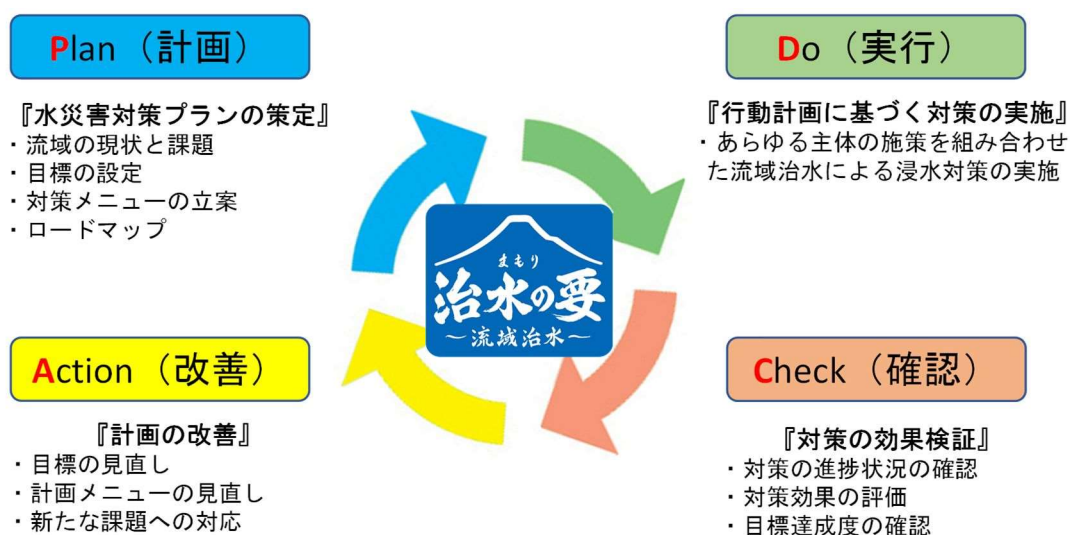 Plan（計画）
『水災害対策プランの策定』
・流域の現状と課題
・目標の設定
・対策メニューの立案
・ロードマップ
Do（実行）
『行動計画に基づく対策の実施』
・あらゆる主体の施策を組み合わせ
た流域治水による浸水対策の実施
まもり
治水の要
～流域治水～
Action（改善）
『計画の改善』
・目標の見直し
・計画メニューの見直し
・新たな課題への対応
Check（確認）
『対策の効果検証』
・対策の進捗状況の確認
・対策効果の評価
・目標達成度の確認